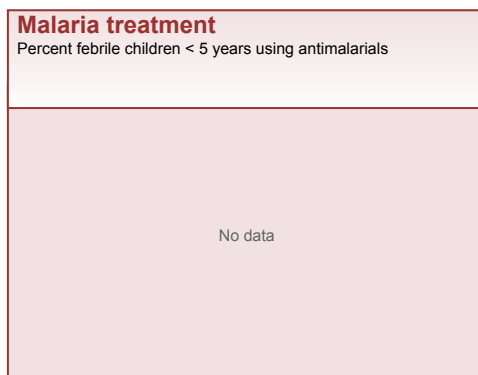 Malaria treatment
Percent febrile children < 5 years using antimalarials
No data